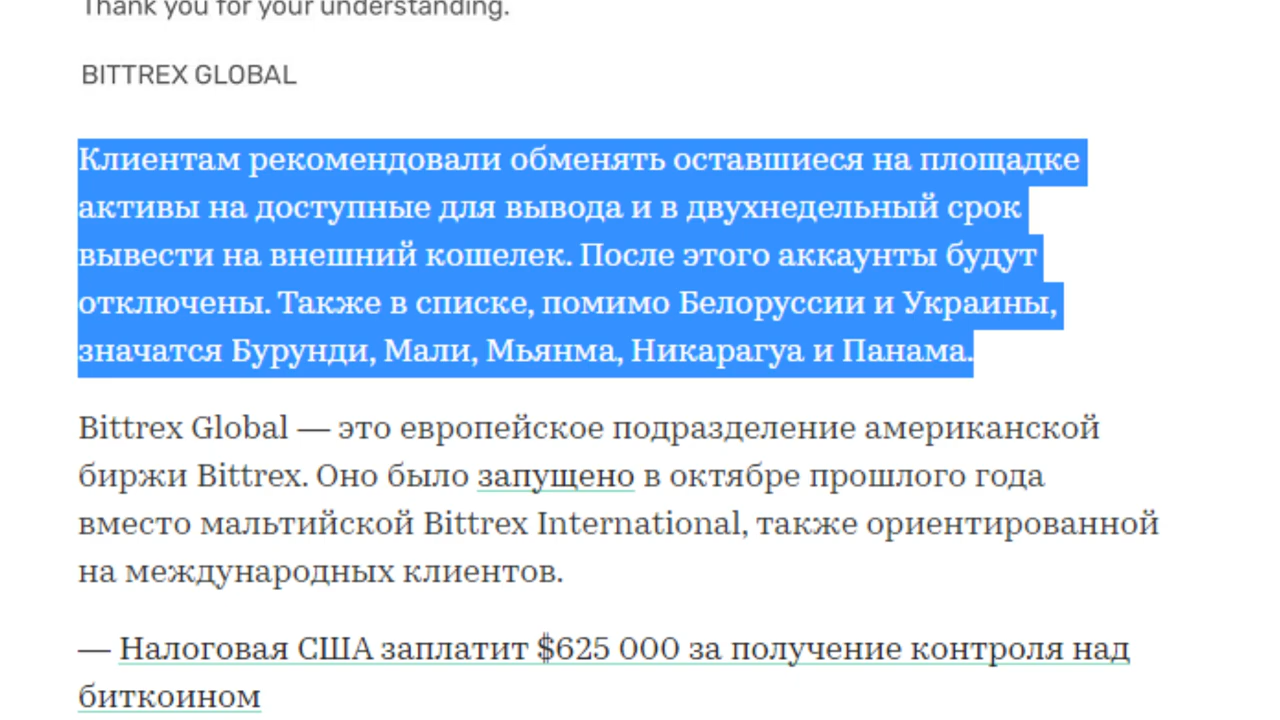 Thank you for your understanding.
BITTREX GLOBAL
Клиентам рекомендовали обменять оставшиеся на площадке
активы на доступные для вывода и в двухнедельный срок
вывести на внешний кошелек. После этого аккаунты будут
отключены. Также в списке, помимо Белоруссии и Украины,
значатся Бурунди, Мали, Мьянма, Никарагуа и Панама.
Bittrex Global — это европейское подразделение американской
биржи Bittrex. Оно было запущено в октябре прошлого года
вместо мальтийской Bittrex International, также ориентированной
на международных клиентов.
— Налоговая США заплатит $625 000 за получение контроля над
биткоином